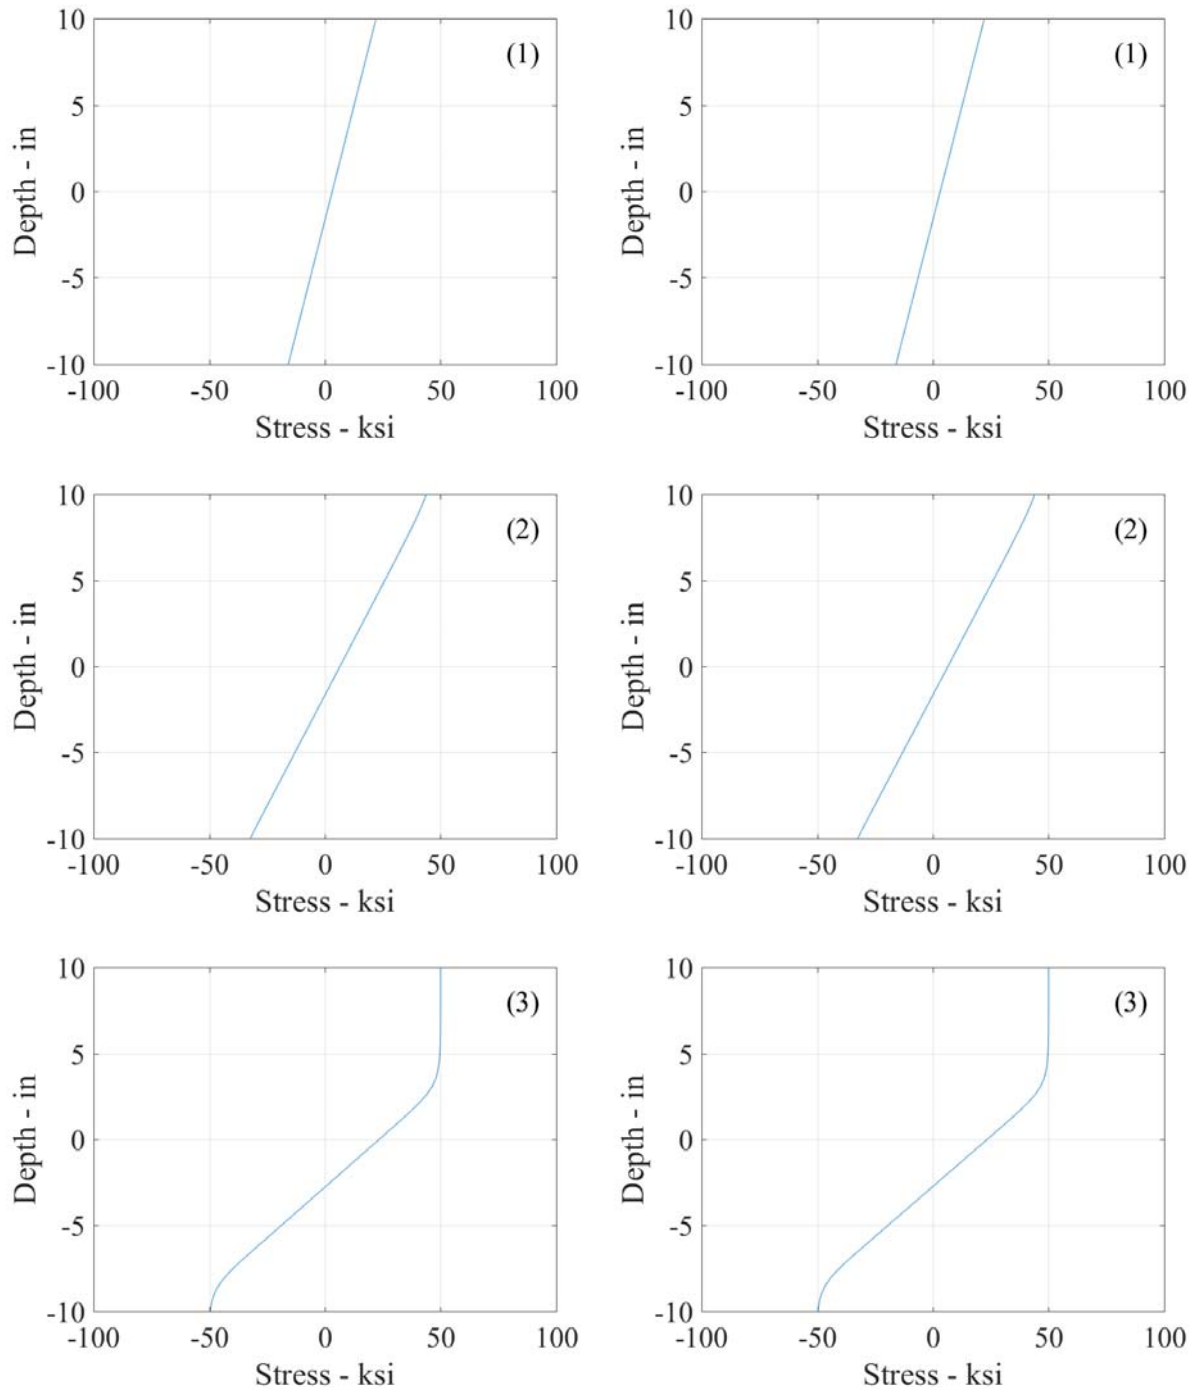 10 (1) 10 (1)
5 5
Depth - in 0 Depth - in 0
-5 -5
-10 -10
-100 -50 0 50 100 -100 -50 0 50 100
Stress - ksi Stress - ksi
10 (2) 10 (2)
5 5
Depth - in 0 Depth - in 0
-5 -5
-10 -10
-100 -50 0 50 100 -100 -50 0 50 100
Stress - ksi Stress - ksi
10 (3) 10 (3)
5 5
Depth - in 0 Depth - in 0
-5 -5
-10 -10
-100 -50 0 50 100 -100 -50 0 50 100
Stress - ksi Stress - ksi